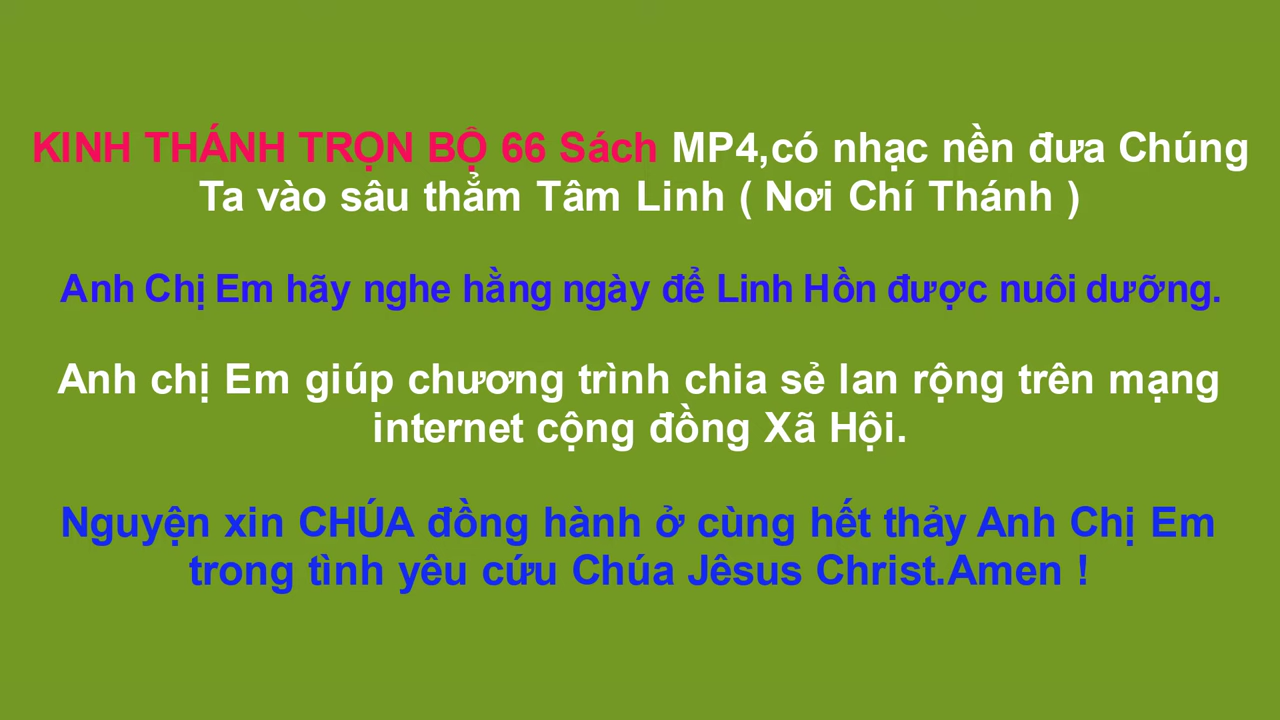 KINH THÁNH TRỌN BỘ 66 Sách MP4,có nhạc nền đưa Chúng
Ta vào sâu thẳm Tâm Linh ( Nơi Chí Thánh )
Anh Chị Em hãy nghe hằng ngày để Linh Hồn được nuôi dưỡng.
Anh chị Em giúp chương trình chia sẻ lan rộng trên mạng
internet cộng đồng Xã Hội.
Nguyện xin CHÚA đồng hành ở cùng hết thảy Anh Chị Em
trong tình yêu cứu Chúa Jêsus Christ.Amen !